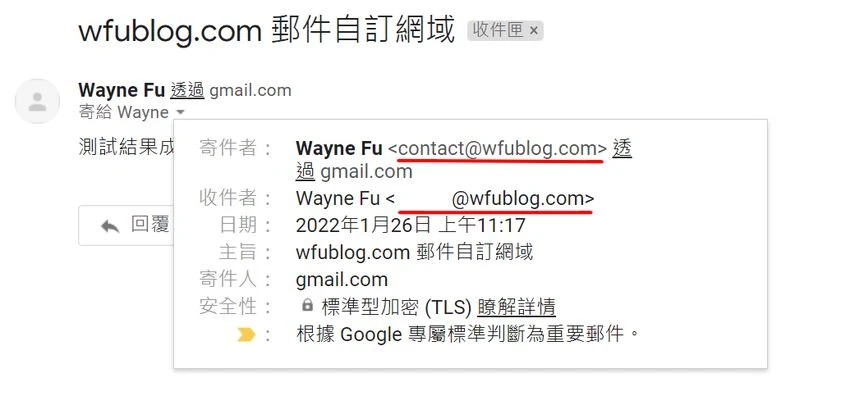 wfublog.com 郵件自訂網域 收件匣 ×
Wayne Fu 透過 gmail.com
寄給 Wayne
測試結果成
寄件者： Wayne Fu <contact@wfublog.com> 透
過 gmail.com
收件者： Wayne Fu < @wfublog.com>
日期： 2022年1月26日 上午11:17
主旨： wfublog.com 郵件自訂網域
寄件人： gmail.com
安全性： 標準型加密 (TLS) 瞭解詳情
： 根據 Google 專屬標準判斷為重要郵件。
回覆